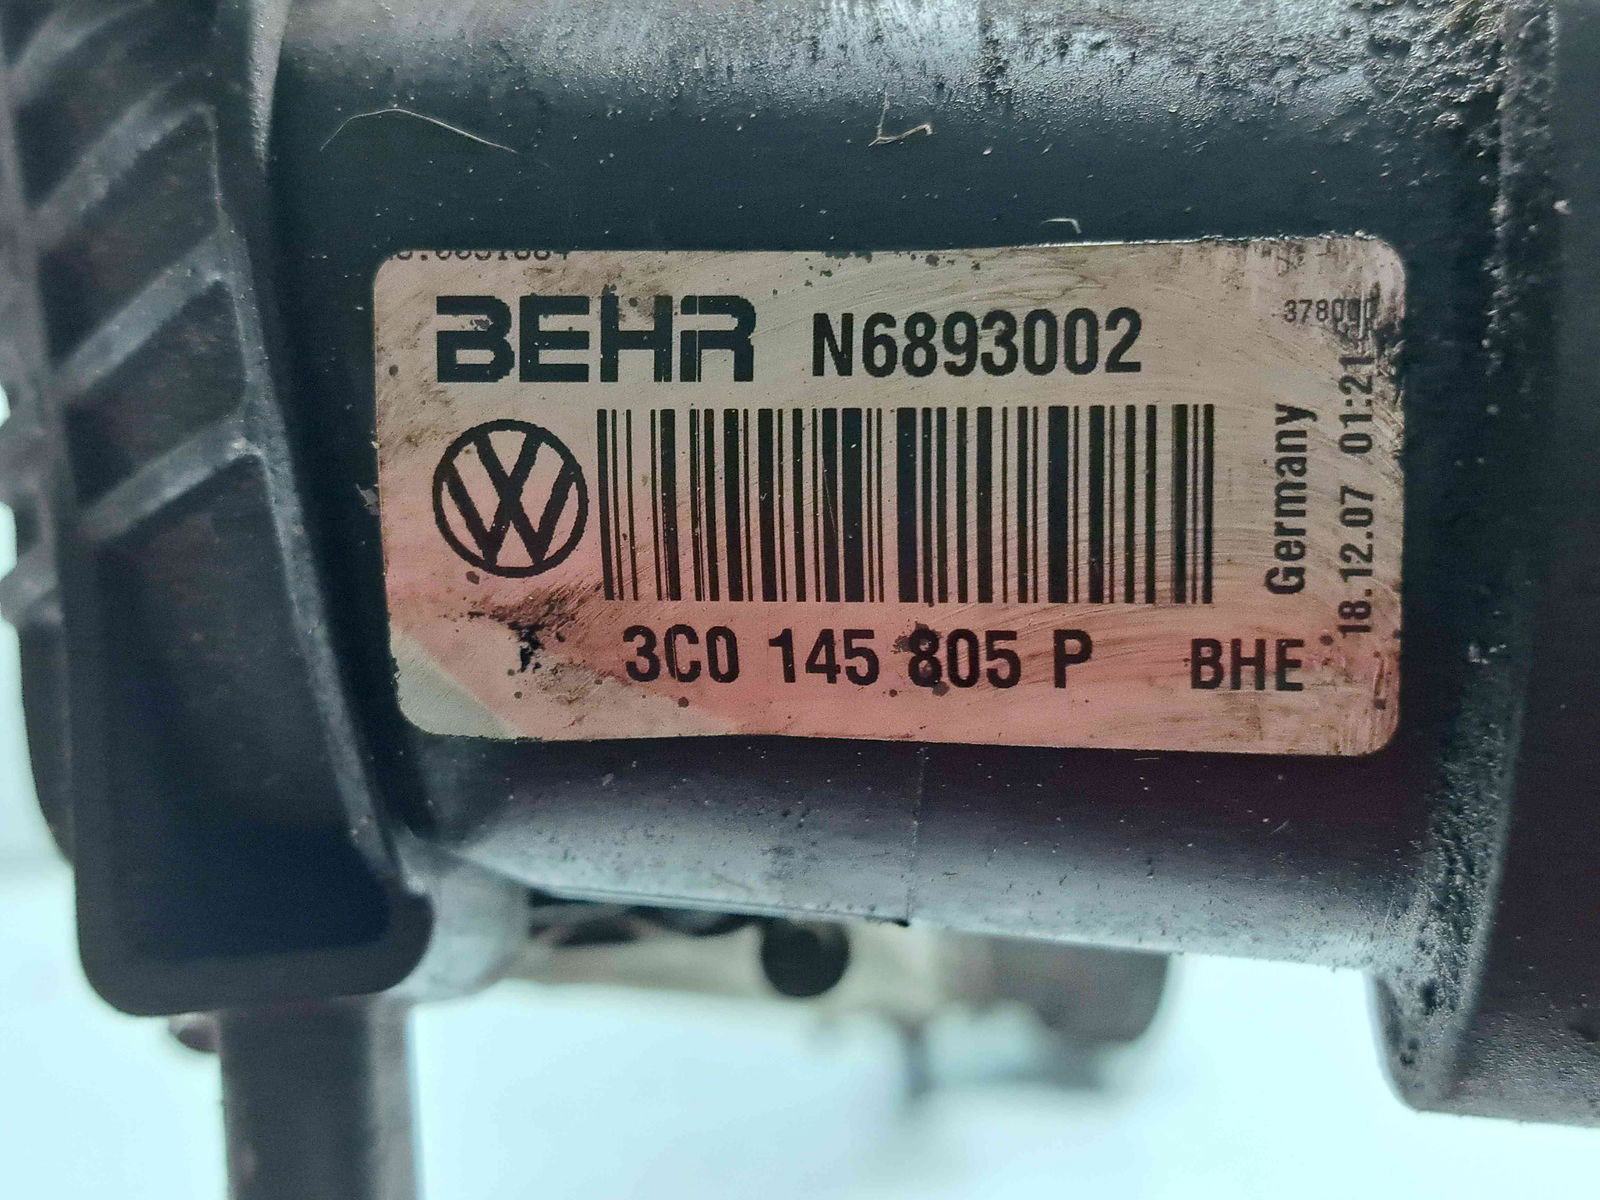 BEHR N6893002
3C0 145 805 P BHE
Germany
18.12.07 01:21